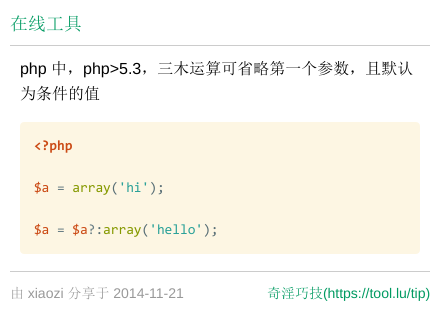 在线工具
php 中，php>5.3，三木运算可省略第一个参数，且默认
为条件的值
<?php
$a = array('hi');
$a = $a?:array('hello');
由 xiaozi 分享于 2014-11-21
奇淫巧技(https://tool.lu/tip)